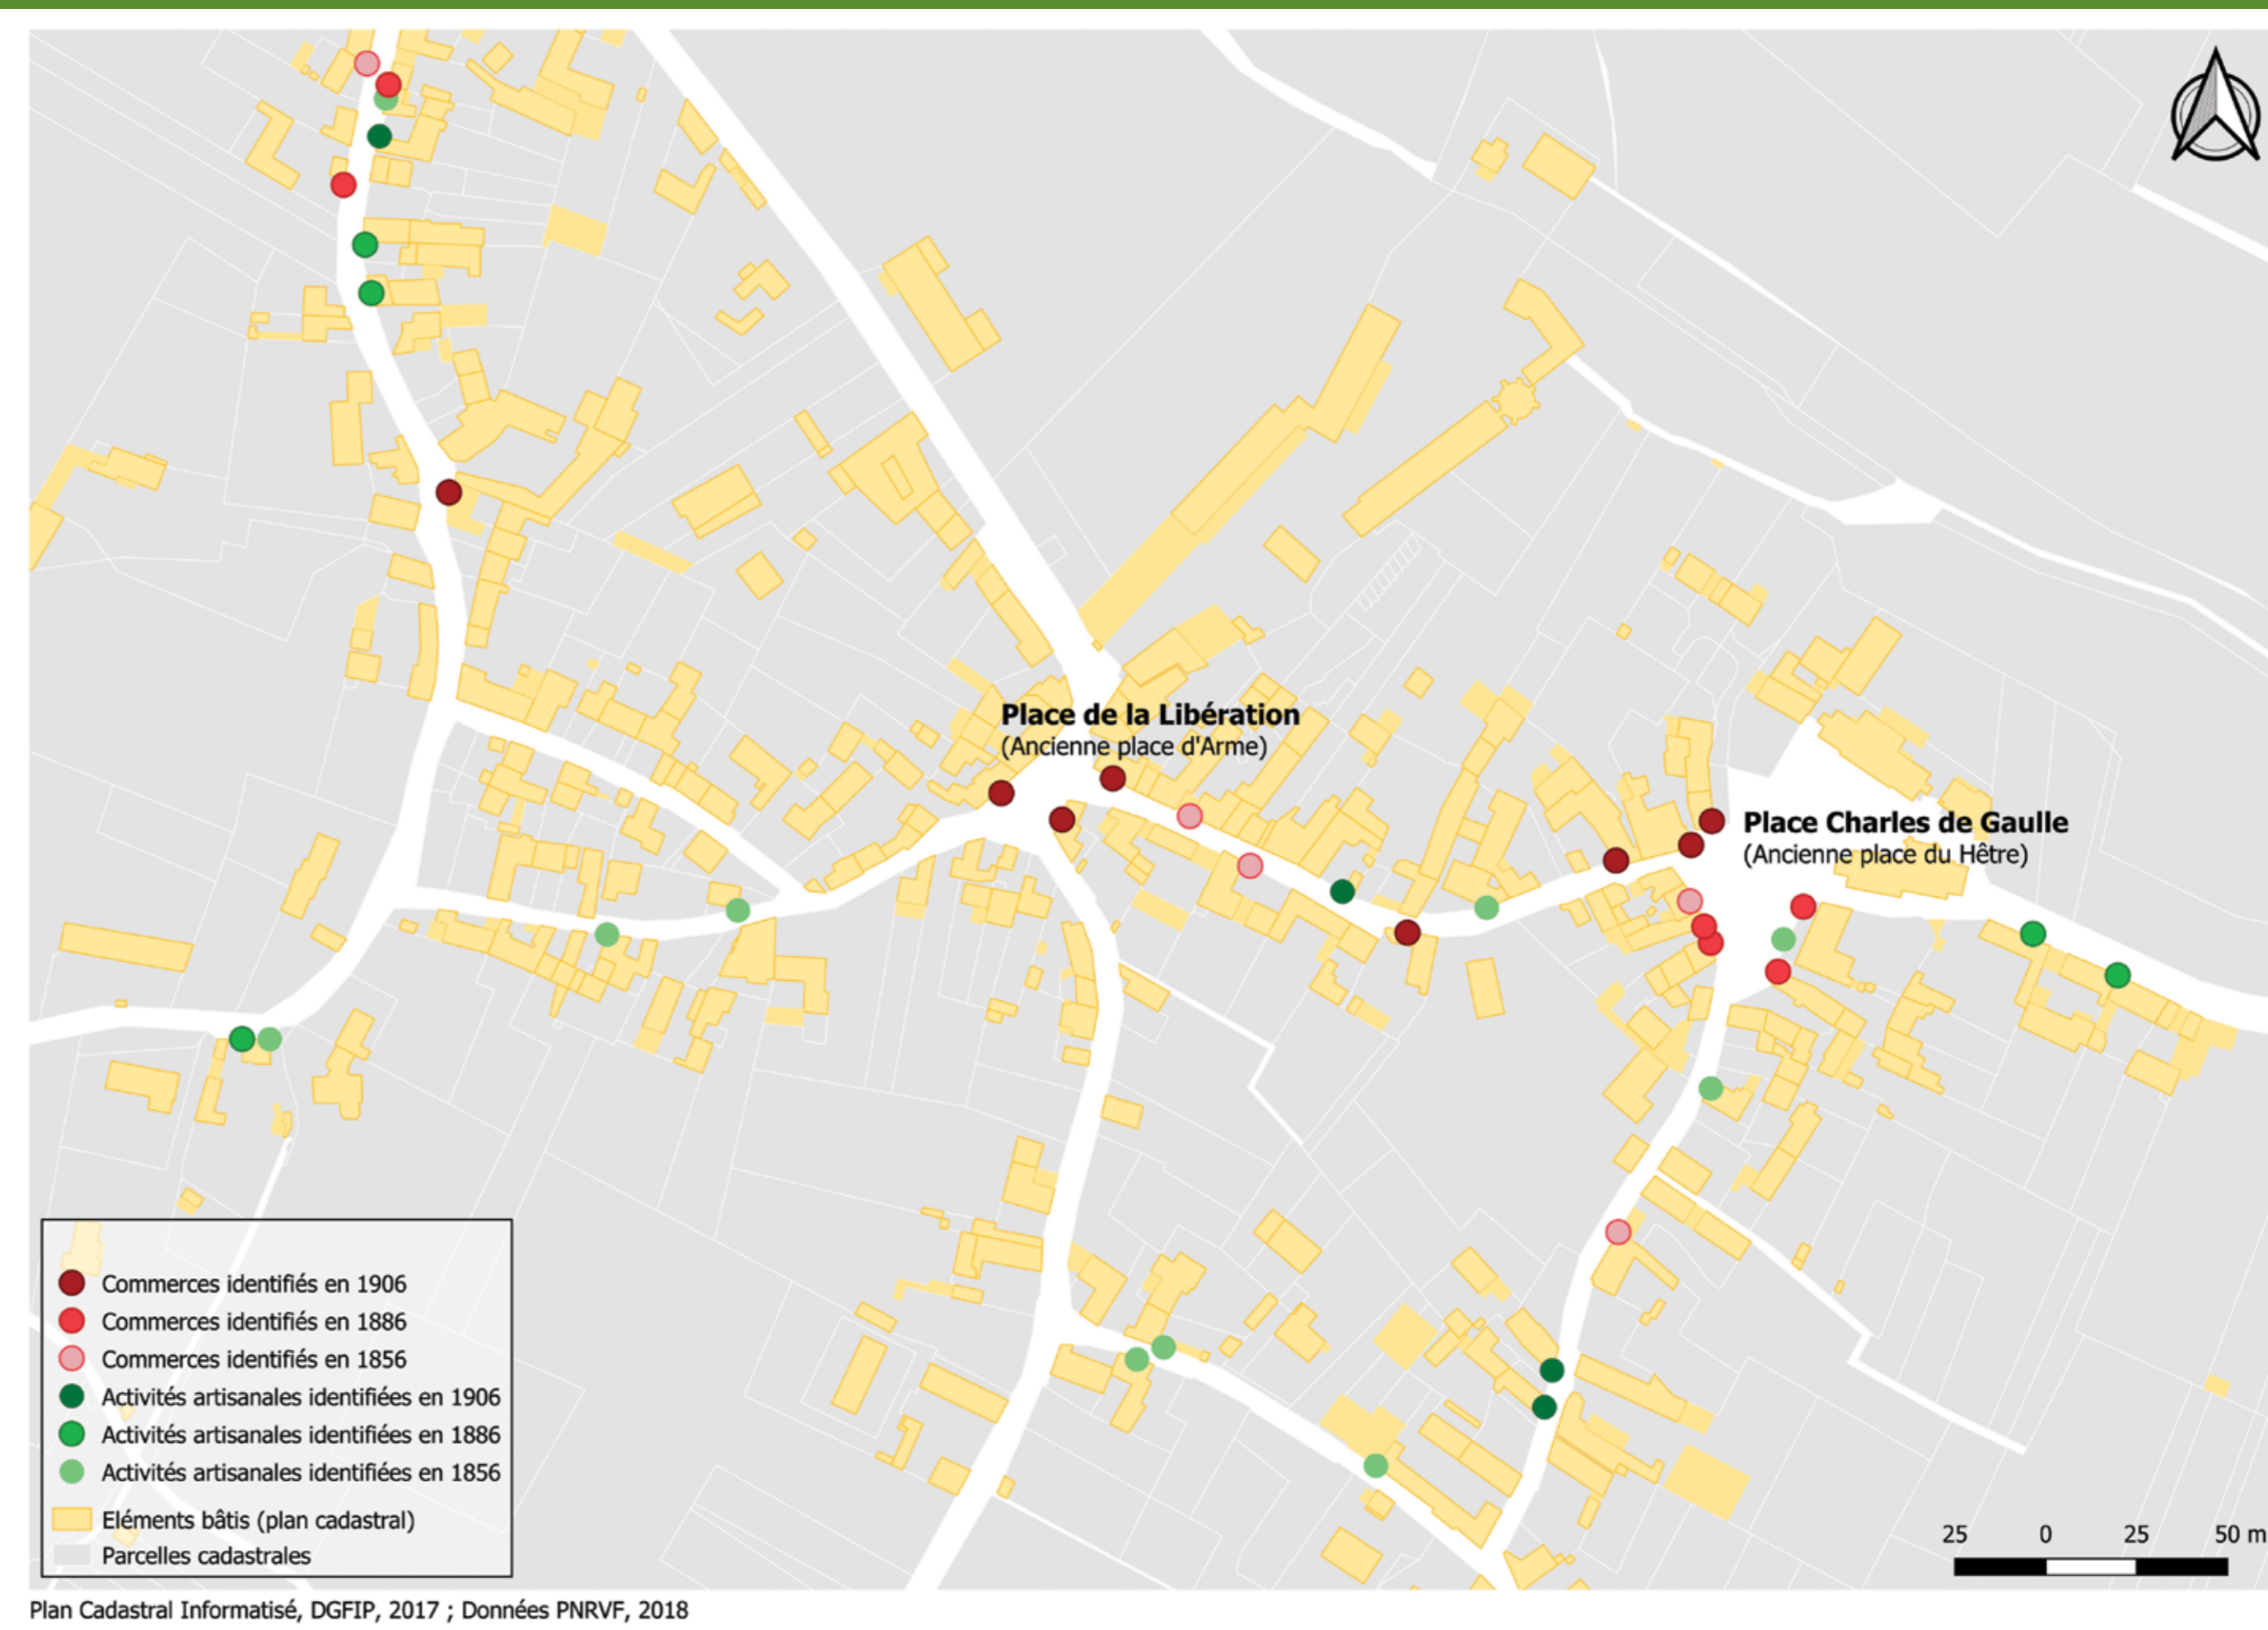 Place de la Libération
(Ancienne place d'Arme)
Place Charles de Gaulle
(Ancienne place du Hêtre)
Commerces identifiés en 1906
Commerces identifiés en 1886
Commerces identifiés en 1856
Activités artisanales identifiées en 1906
Activités artisanales identifiées en 1886
Activités artisanales identifiées en 1856
Eléments bâtis (plan cadastral)
Parcelles cadastrales
25 0 25 50 m
Plan Cadastral Informatisé, DGFIP, 2017 ; Données PNRVF, 2018